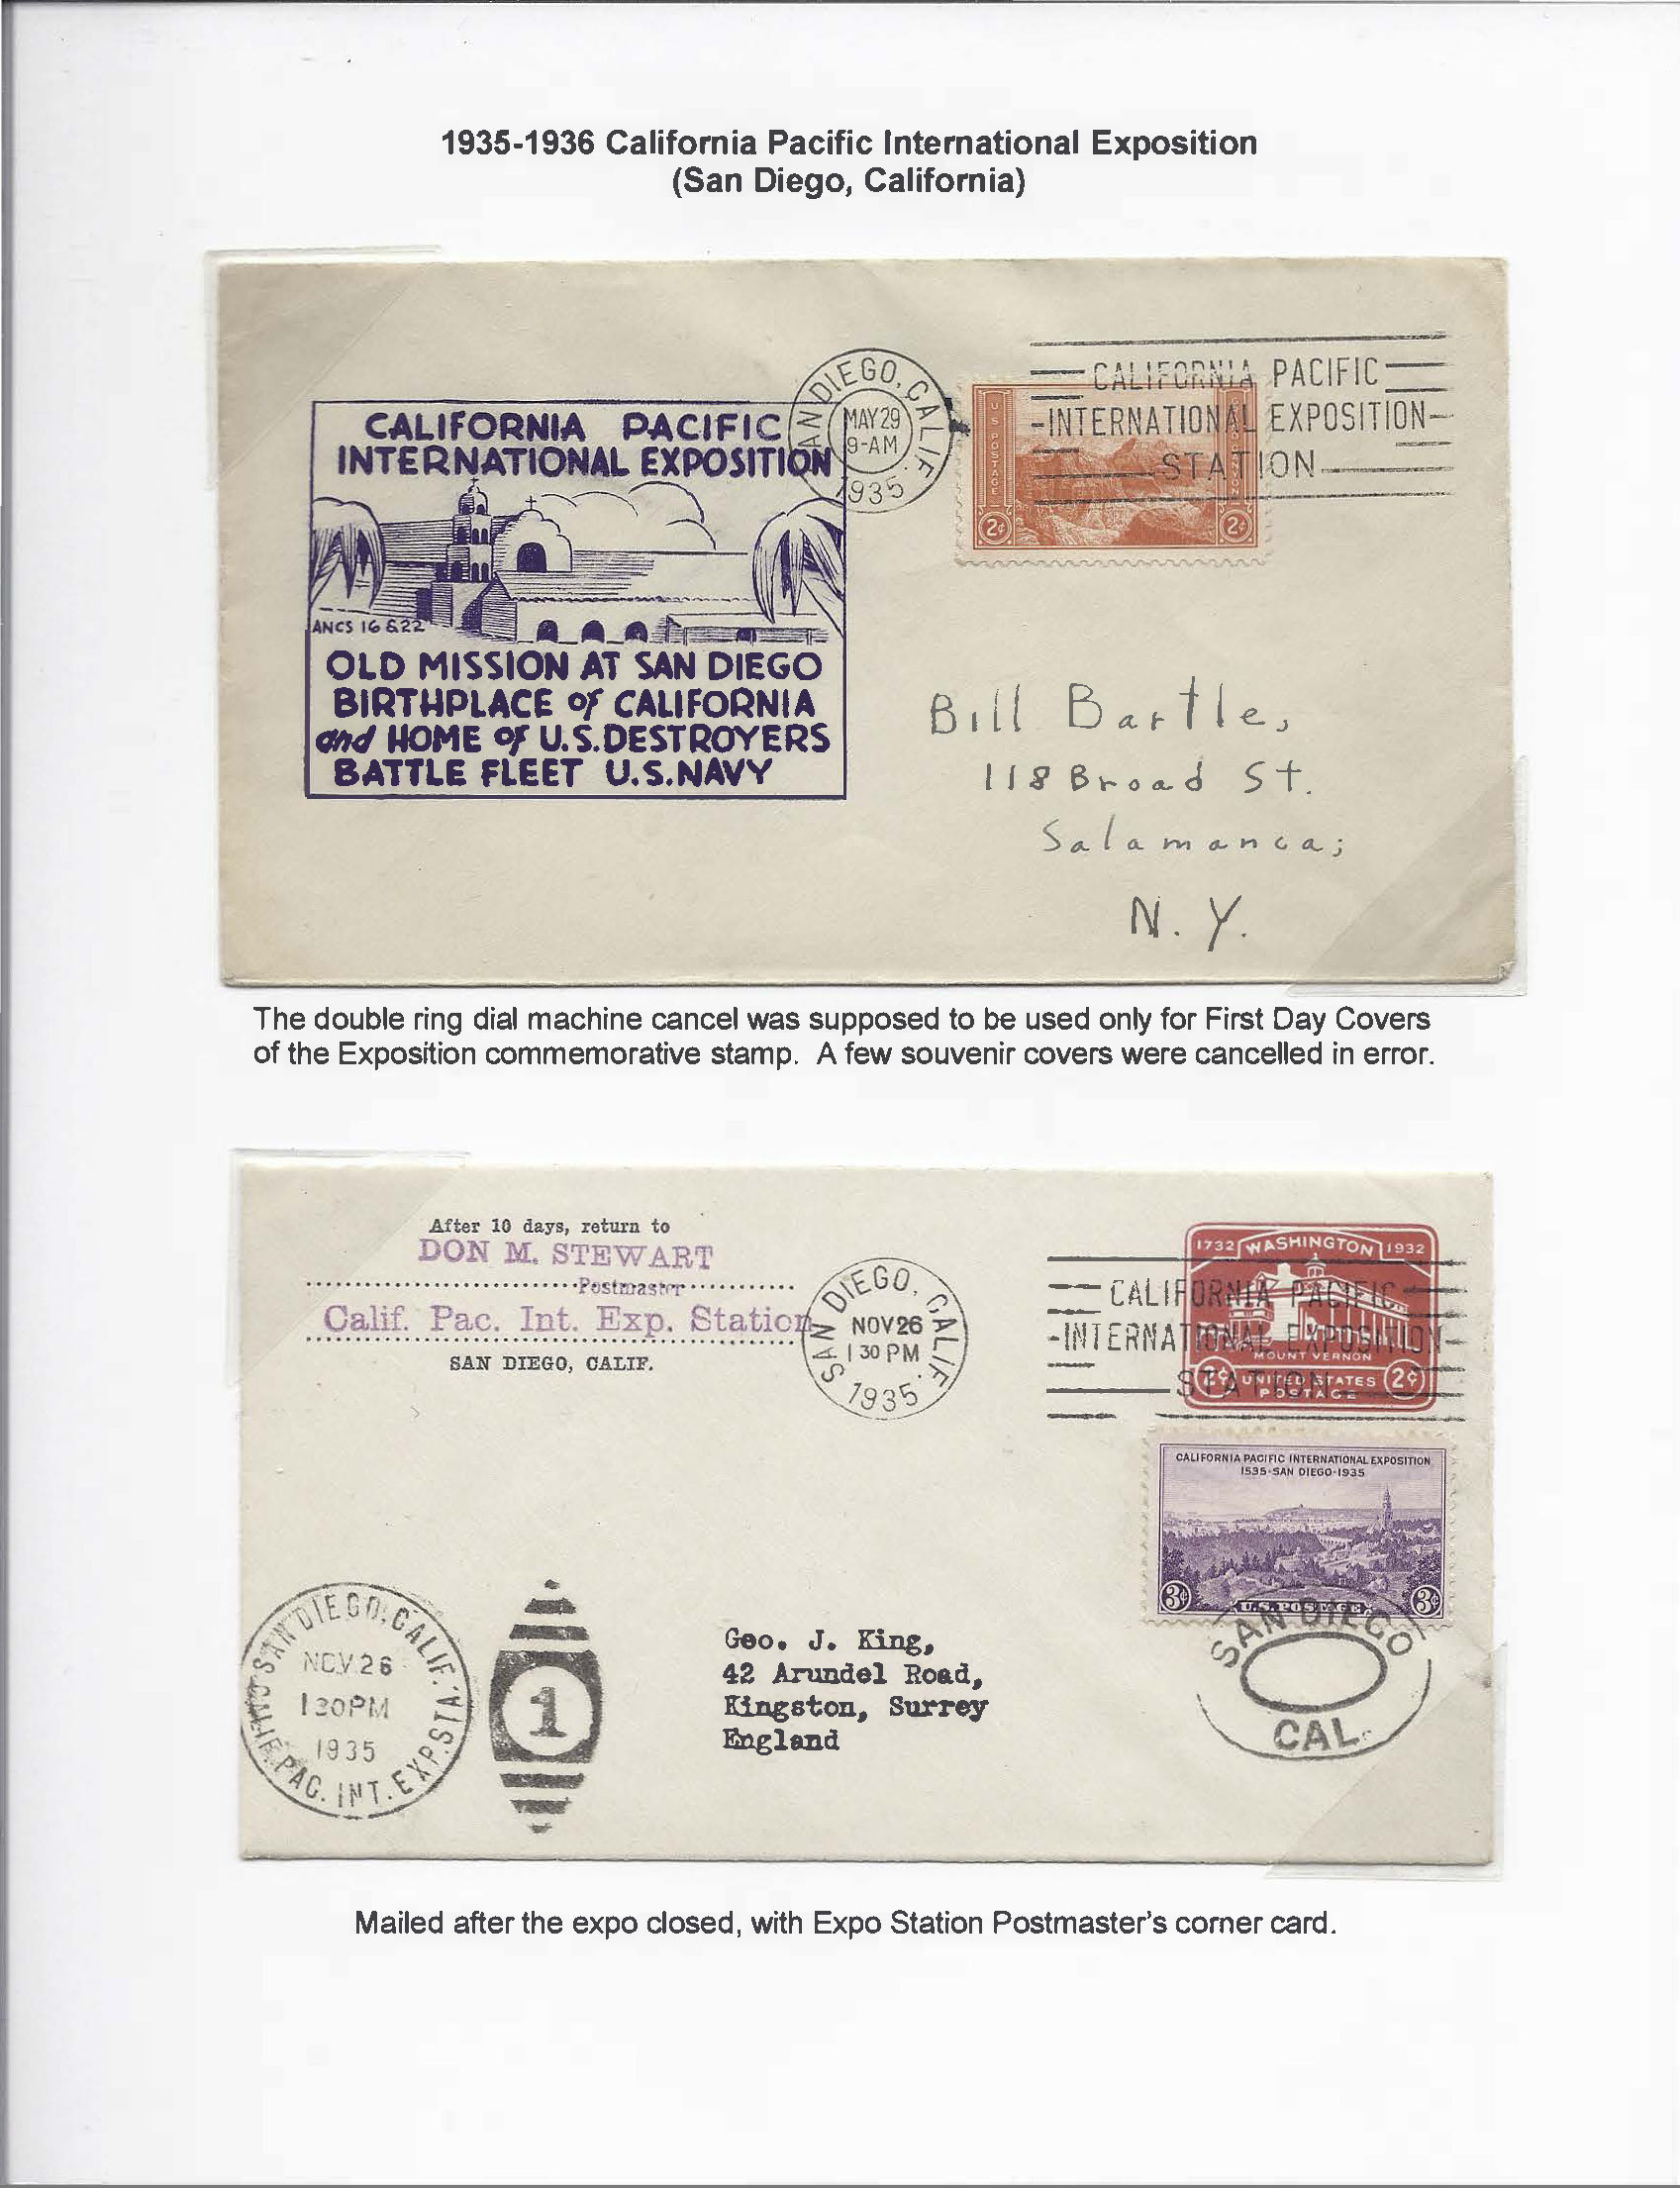 1935-1936 California Pacific International Exposition
(San Diego, California)
CALIFORNIA PACIFIC
INTERNATIONAL EXPOSITION
ANCS 16 & 22
OLD MISSION AT SAN DIEGO
BIRTHPLACE of CALIFORNIA
and HOME of U.S. DESTROYERS
BATTLE FLEET U.S. NAVY
SAN DIEGO, CALIF.
MAY 29
9-AM
1935
CALIFORNIA PACIFIC
-INTERNATIONAL EXPOSITION-
STATION
U S POSTAGE
2¢ 2¢
Bill Bartle,
118 Broad St.
Salamanca;
N. Y.
The double ring dial machine cancel was supposed to be used only for First Day Covers
of the Exposition commemorative stamp. A few souvenir covers were cancelled in error.
After 10 days, return to
DON M. STEWART
Postmaster
Calif. Pac. Int. Exp. Station
SAN DIEGO, CALIF.
SAN DIEGO, CALIF.
NOV 26
1 30 PM
1935
CALIFORNIA PACIFIC
-INTERNATIONAL EXPOSITION-
STATION
1732 WASHINGTON 1932
MOUNT VERNON
2¢ UNITED STATES 2¢
POSTAGE
CALIFORNIA PACIFIC INTERNATIONAL EXPOSITION
1535-SAN DIEGO-1935
3¢ U.S. POSTAGE 3¢
SAN DIEGO
CAL.
SAN DIEGO, CALIF.
NOV 26
1 30 PM
1935
CALIF. PAC. INT. EXP. STA.
1
Geo. J. King,
42 Arundel Road,
Kingston, Surrey
England
Mailed after the expo closed, with Expo Station Postmaster's corner card.